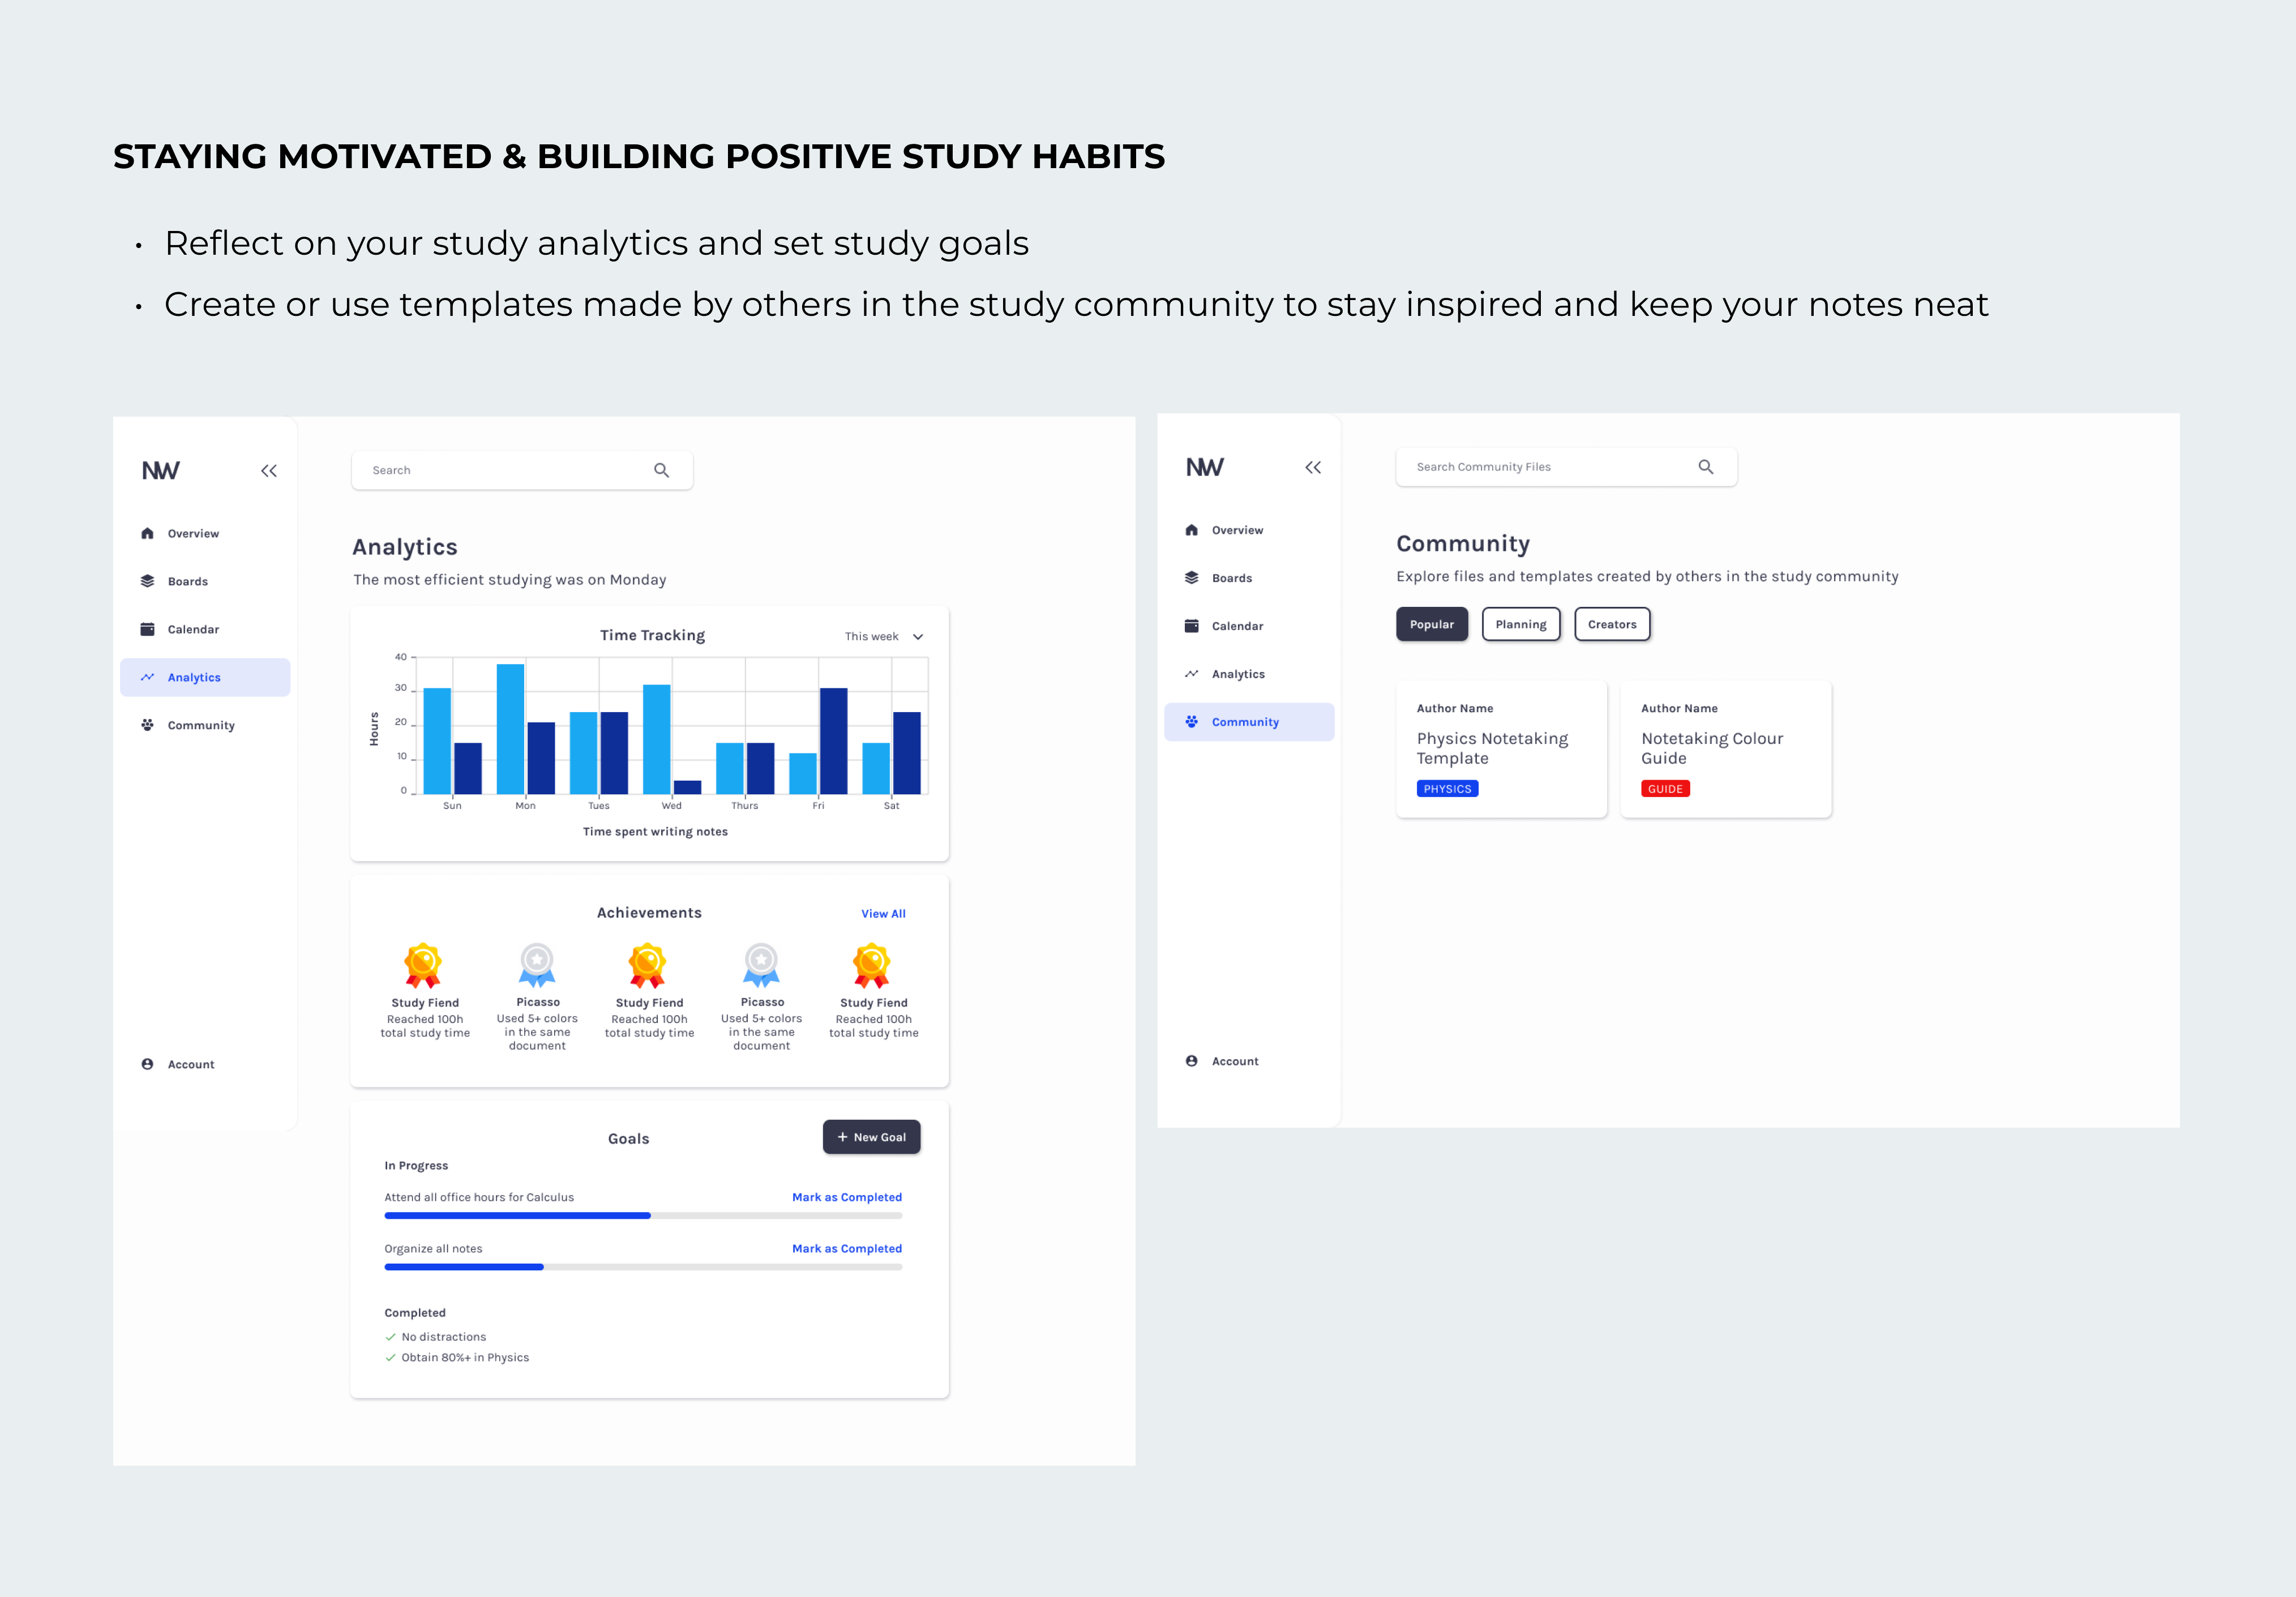 STAYING MOTIVATED & BUILDING POSITIVE STUDY HABITS
• Reflect on your study analytics and set study goals
• Create or use templates made by others in the study community to stay inspired and keep your notes neat
NW
Overview
Boards
Calendar
Analytics
Community
Account
Search
Analytics
The most efficient studying was on Monday
Time Tracking
This week
Hours
40
30
20
10
0
Sun Mon Tues Wed Thurs Fri Sat
Time spent writing notes
Achievements
View All
Study Fiend
Reached 100h
total study time
Picasso
Used 5+ colors
in the same
document
Study Fiend
Reached 100h
total study time
Picasso
Used 5+ colors
in the same
document
Study Fiend
Reached 100h
total study time
Goals
+ New Goal
In Progress
Attend all office hours for Calculus
Mark as Completed
Organize all notes
Mark as Completed
Completed
No distractions
Obtain 80%+ in Physics
NW
Overview
Boards
Calendar
Analytics
Community
Account
Search Community Files
Community
Explore files and templates created by others in the study community
Popular
Planning
Creators
Author Name
Physics Notetaking
Template
PHYSICS
Author Name
Notetaking Colour
Guide
GUIDE